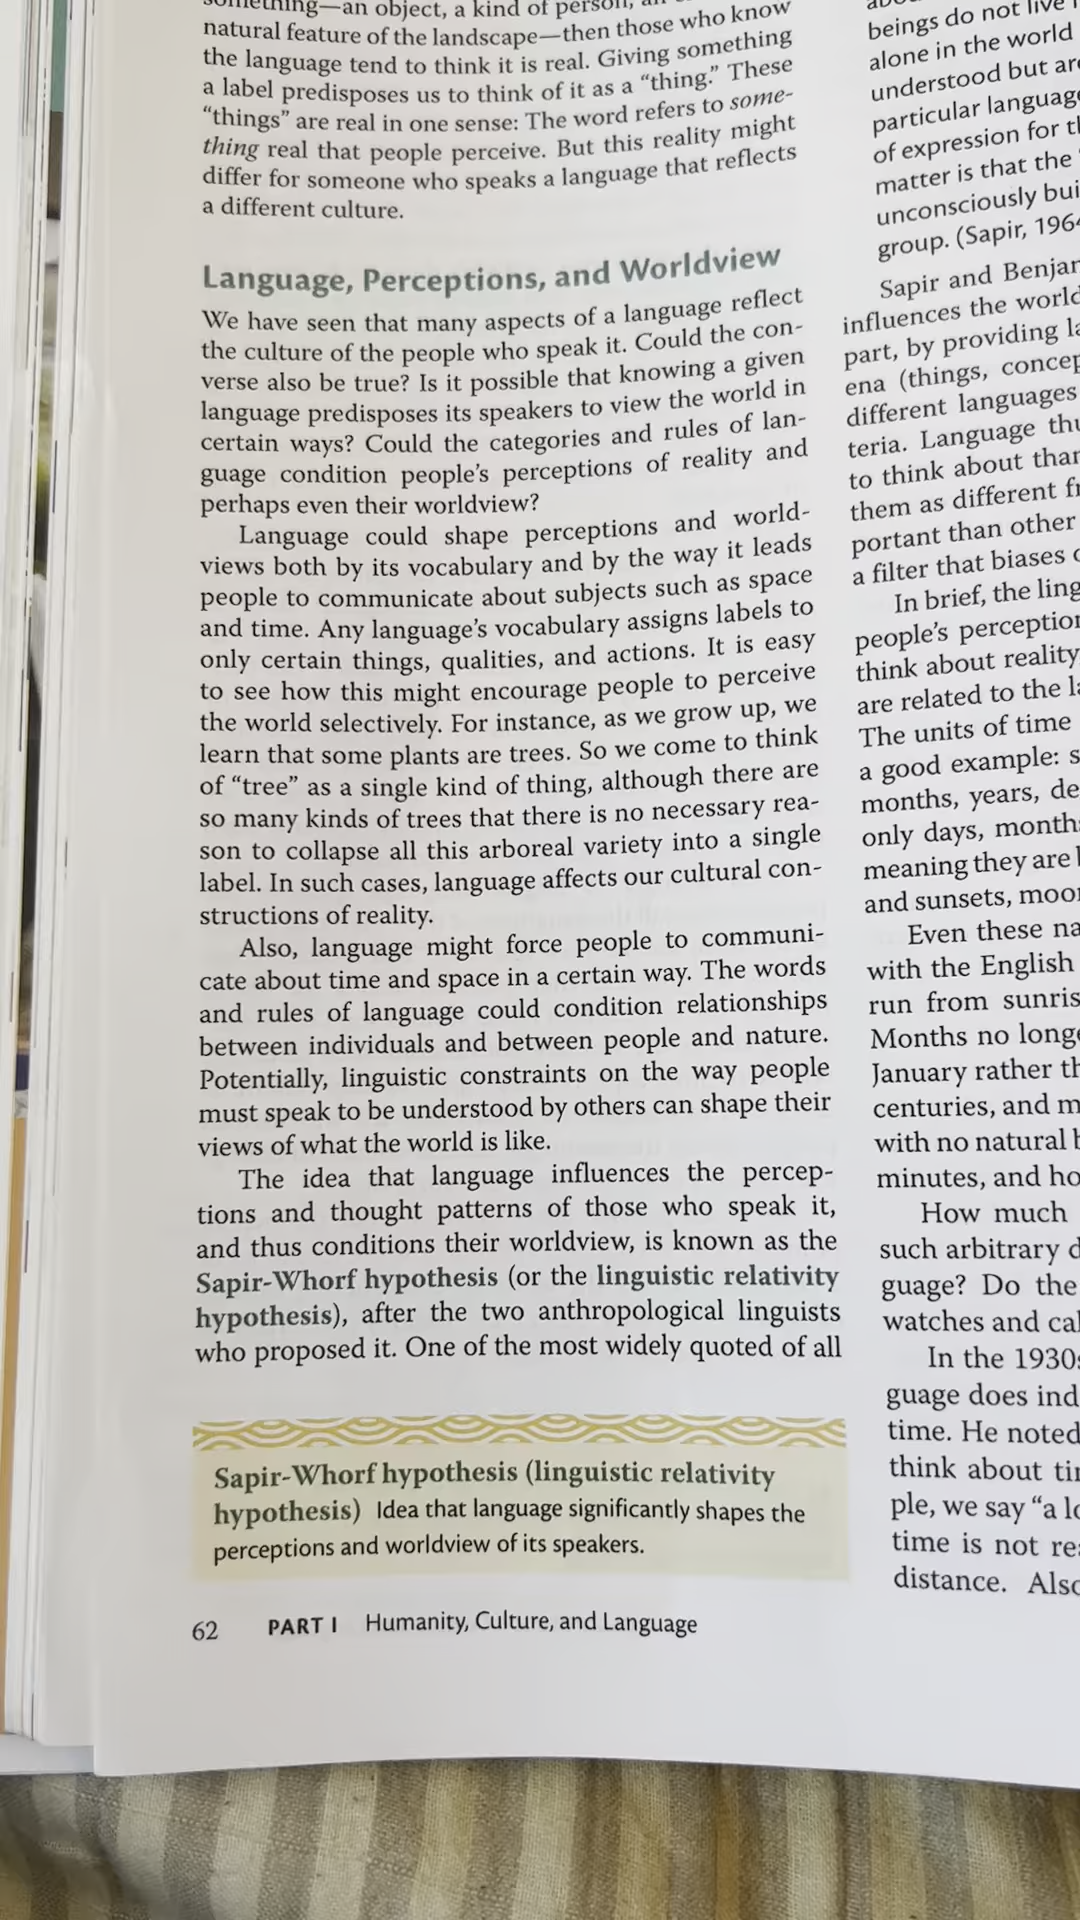 something—an object, a kind of person,
natural feature of the landscape—then those who know
the language tend to think it is real. Giving something
a label predisposes us to think of it as a “thing.” These
“things” are real in one sense: The word refers to some-
thing real that people perceive. But this reality might
differ for someone who speaks a language that reflects
a different culture.
Language, Perceptions, and Worldview
We have seen that many aspects of a language reflect
the culture of the people who speak it. Could the con-
verse also be true? Is it possible that knowing a given
language predisposes its speakers to view the world in
certain ways? Could the categories and rules of lan-
guage condition people’s perceptions of reality and
perhaps even their worldview?
Language could shape perceptions and world-
views both by its vocabulary and by the way it leads
people to communicate about subjects such as space
and time. Any language’s vocabulary assigns labels to
only certain things, qualities, and actions. It is easy
to see how this might encourage people to perceive
the world selectively. For instance, as we grow up, we
learn that some plants are trees. So we come to think
of “tree” as a single kind of thing, although there are
so many kinds of trees that there is no necessary rea-
son to collapse all this arboreal variety into a single
label. In such cases, language affects our cultural con-
structions of reality.
Also, language might force people to communi-
cate about time and space in a certain way. The words
and rules of language could condition relationships
between individuals and between people and nature.
Potentially, linguistic constraints on the way people
must speak to be understood by others can shape their
views of what the world is like.
The idea that language influences the percep-
tions and thought patterns of those who speak it,
and thus conditions their worldview, is known as the
Sapir-Whorf hypothesis (or the linguistic relativity
hypothesis), after the two anthropological linguists
who proposed it. One of the most widely quoted of all
Sapir-Whorf hypothesis (linguistic relativity
hypothesis) Idea that language significantly shapes the
perceptions and worldview of its speakers.
62 PART I Humanity, Culture, and Language
beings do not live
alone in the world
understood but
particular
of expression for
matter is that the
unconsciously
group. (Sapir,
Sapir and
influences the
part, by providing
ena (things,
different languages
teria. Language
to think about
them as different
portant than other
a filter that biases
In brief, the
people’s
think about reality
are related to the
The units of time
a good example:
months, years,
only days,
meaning they are
and sunsets,
Even these
with the English
run from
Months no
January rather
centuries, and
with no natural
minutes, and
How much
such arbitrary
guage? Do the
watches and
In the
guage does
time. He noted
think about
ple, we say “a
time is not
distance. Also